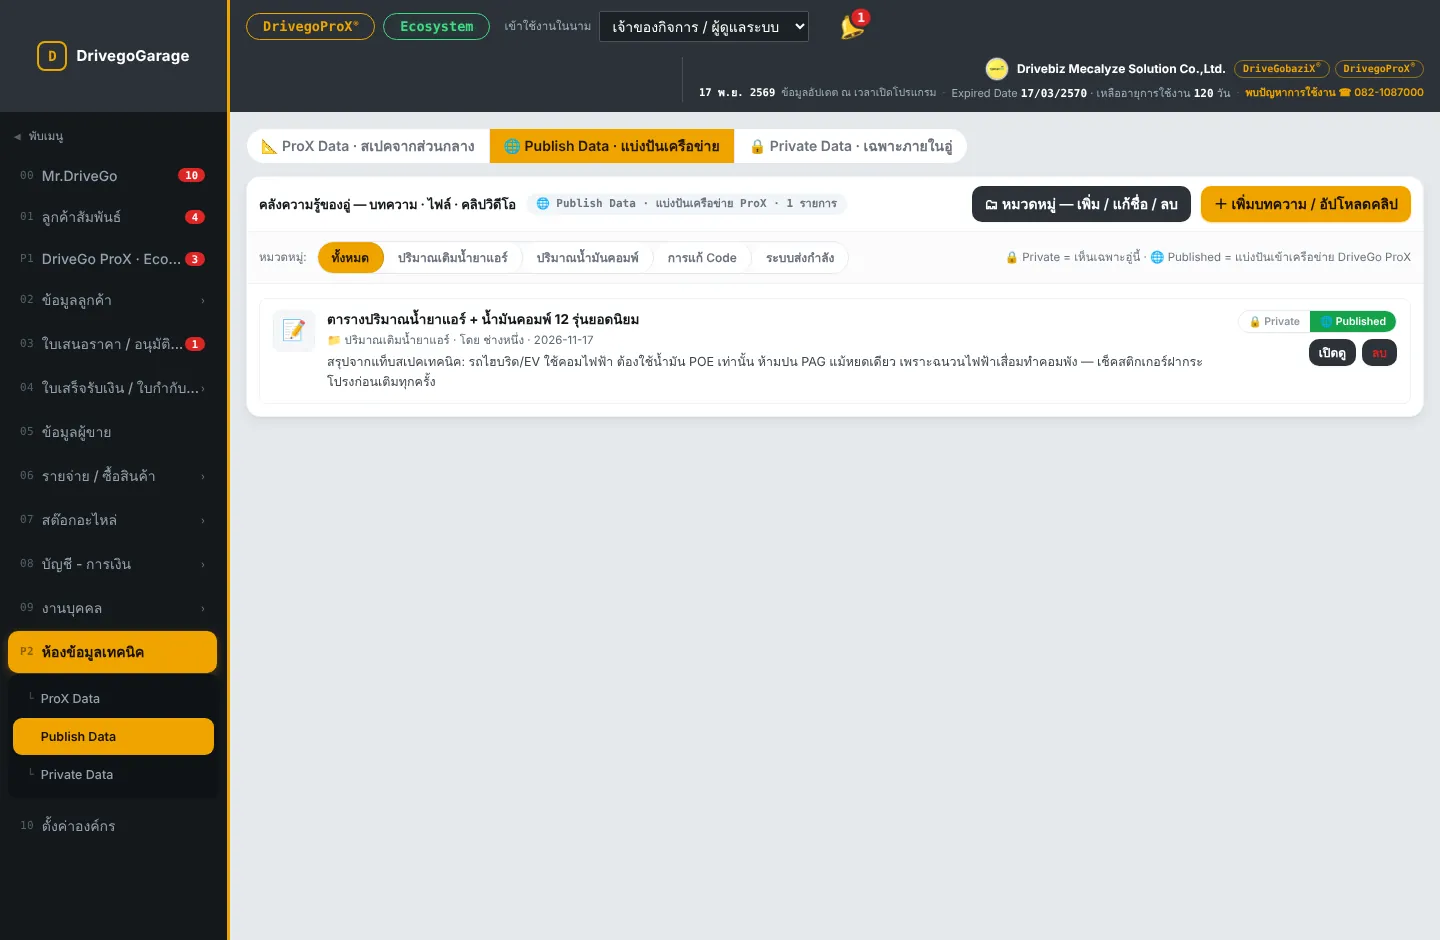 D DrivegoGarage
DrivegoProX® Ecosystem เข้าใช้งานในนาม เจ้าของกิจการ / ผู้ดูแลระบบ 1
Drivebiz Mecalyze Solution Co.,Ltd. DriveGobaziX® DrivegoProX®
17 พ.ย. 2569 ข้อมูลอัปเดต ณ เวลาเปิดโปรแกรม · Expired Date 17/03/2570 · เหลืออายุการใช้งาน 120 วัน · พบปัญหาการใช้งาน ☎ 082-1087000
◀ พับเมนู
00 Mr.DriveGo 10
01 ลูกค้าสัมพันธ์ 4
P1 DriveGo ProX · Eco... 3
02 ข้อมูลลูกค้า ›
03 ใบเสนอราคา / อนุมัติ... 1
04 ใบเสร็จรับเงิน / ใบกำกับ... ›
05 ข้อมูลผู้ขาย
06 รายจ่าย / ซื้อสินค้า ›
07 สต๊อกอะไหล่ ›
08 บัญชี - การเงิน ›
09 งานบุคคล ›
P2 ห้องข้อมูลเทคนิค
└ ProX Data
Publish Data
└ Private Data
10 ตั้งค่าองค์กร
📐 ProX Data · สเปคจากส่วนกลาง 🌐 Publish Data · แบ่งปันเครือข่าย 🔒 Private Data · เฉพาะภายในอู่
คลังความรู้ของอู่ — บทความ · ไฟล์ · คลิปวิดีโอ 🌐 Publish Data · แบ่งปันเครือข่าย ProX · 1 รายการ 🗂 หมวดหมู่ — เพิ่ม / แก้ชื่อ / ลบ ＋ เพิ่มบทความ / อัปโหลดคลิป
หมวดหมู่: ทั้งหมด ปริมาณเติมน้ำยาแอร์ ปริมาณน้ำมันคอมพ์ การแก้ Code ระบบส่งกำลัง 🔒 Private = เห็นเฉพาะอู่นี้ · 🌐 Published = แบ่งปันเข้าเครือข่าย DriveGo ProX
ตารางปริมาณน้ำยาแอร์ + น้ำมันคอมพ์ 12 รุ่นยอดนิยม 🔒 Private 🌐 Published
📁 ปริมาณเติมน้ำยาแอร์ · โดย ช่างหนึ่ง · 2026-11-17
สรุปจากแท็บสเปคเทคนิค: รถไฮบริด/EV ใช้คอมไฟฟ้า ต้องใช้น้ำมัน POE เท่านั้น ห้ามปน PAG แม้หยดเดียว เพราะฉนวนไฟฟ้าเสื่อมทำคอมพัง — เช็คสติกเกอร์ฝากระ
โปรงก่อนเติมทุกครั้ง
เปิดดู ลบ